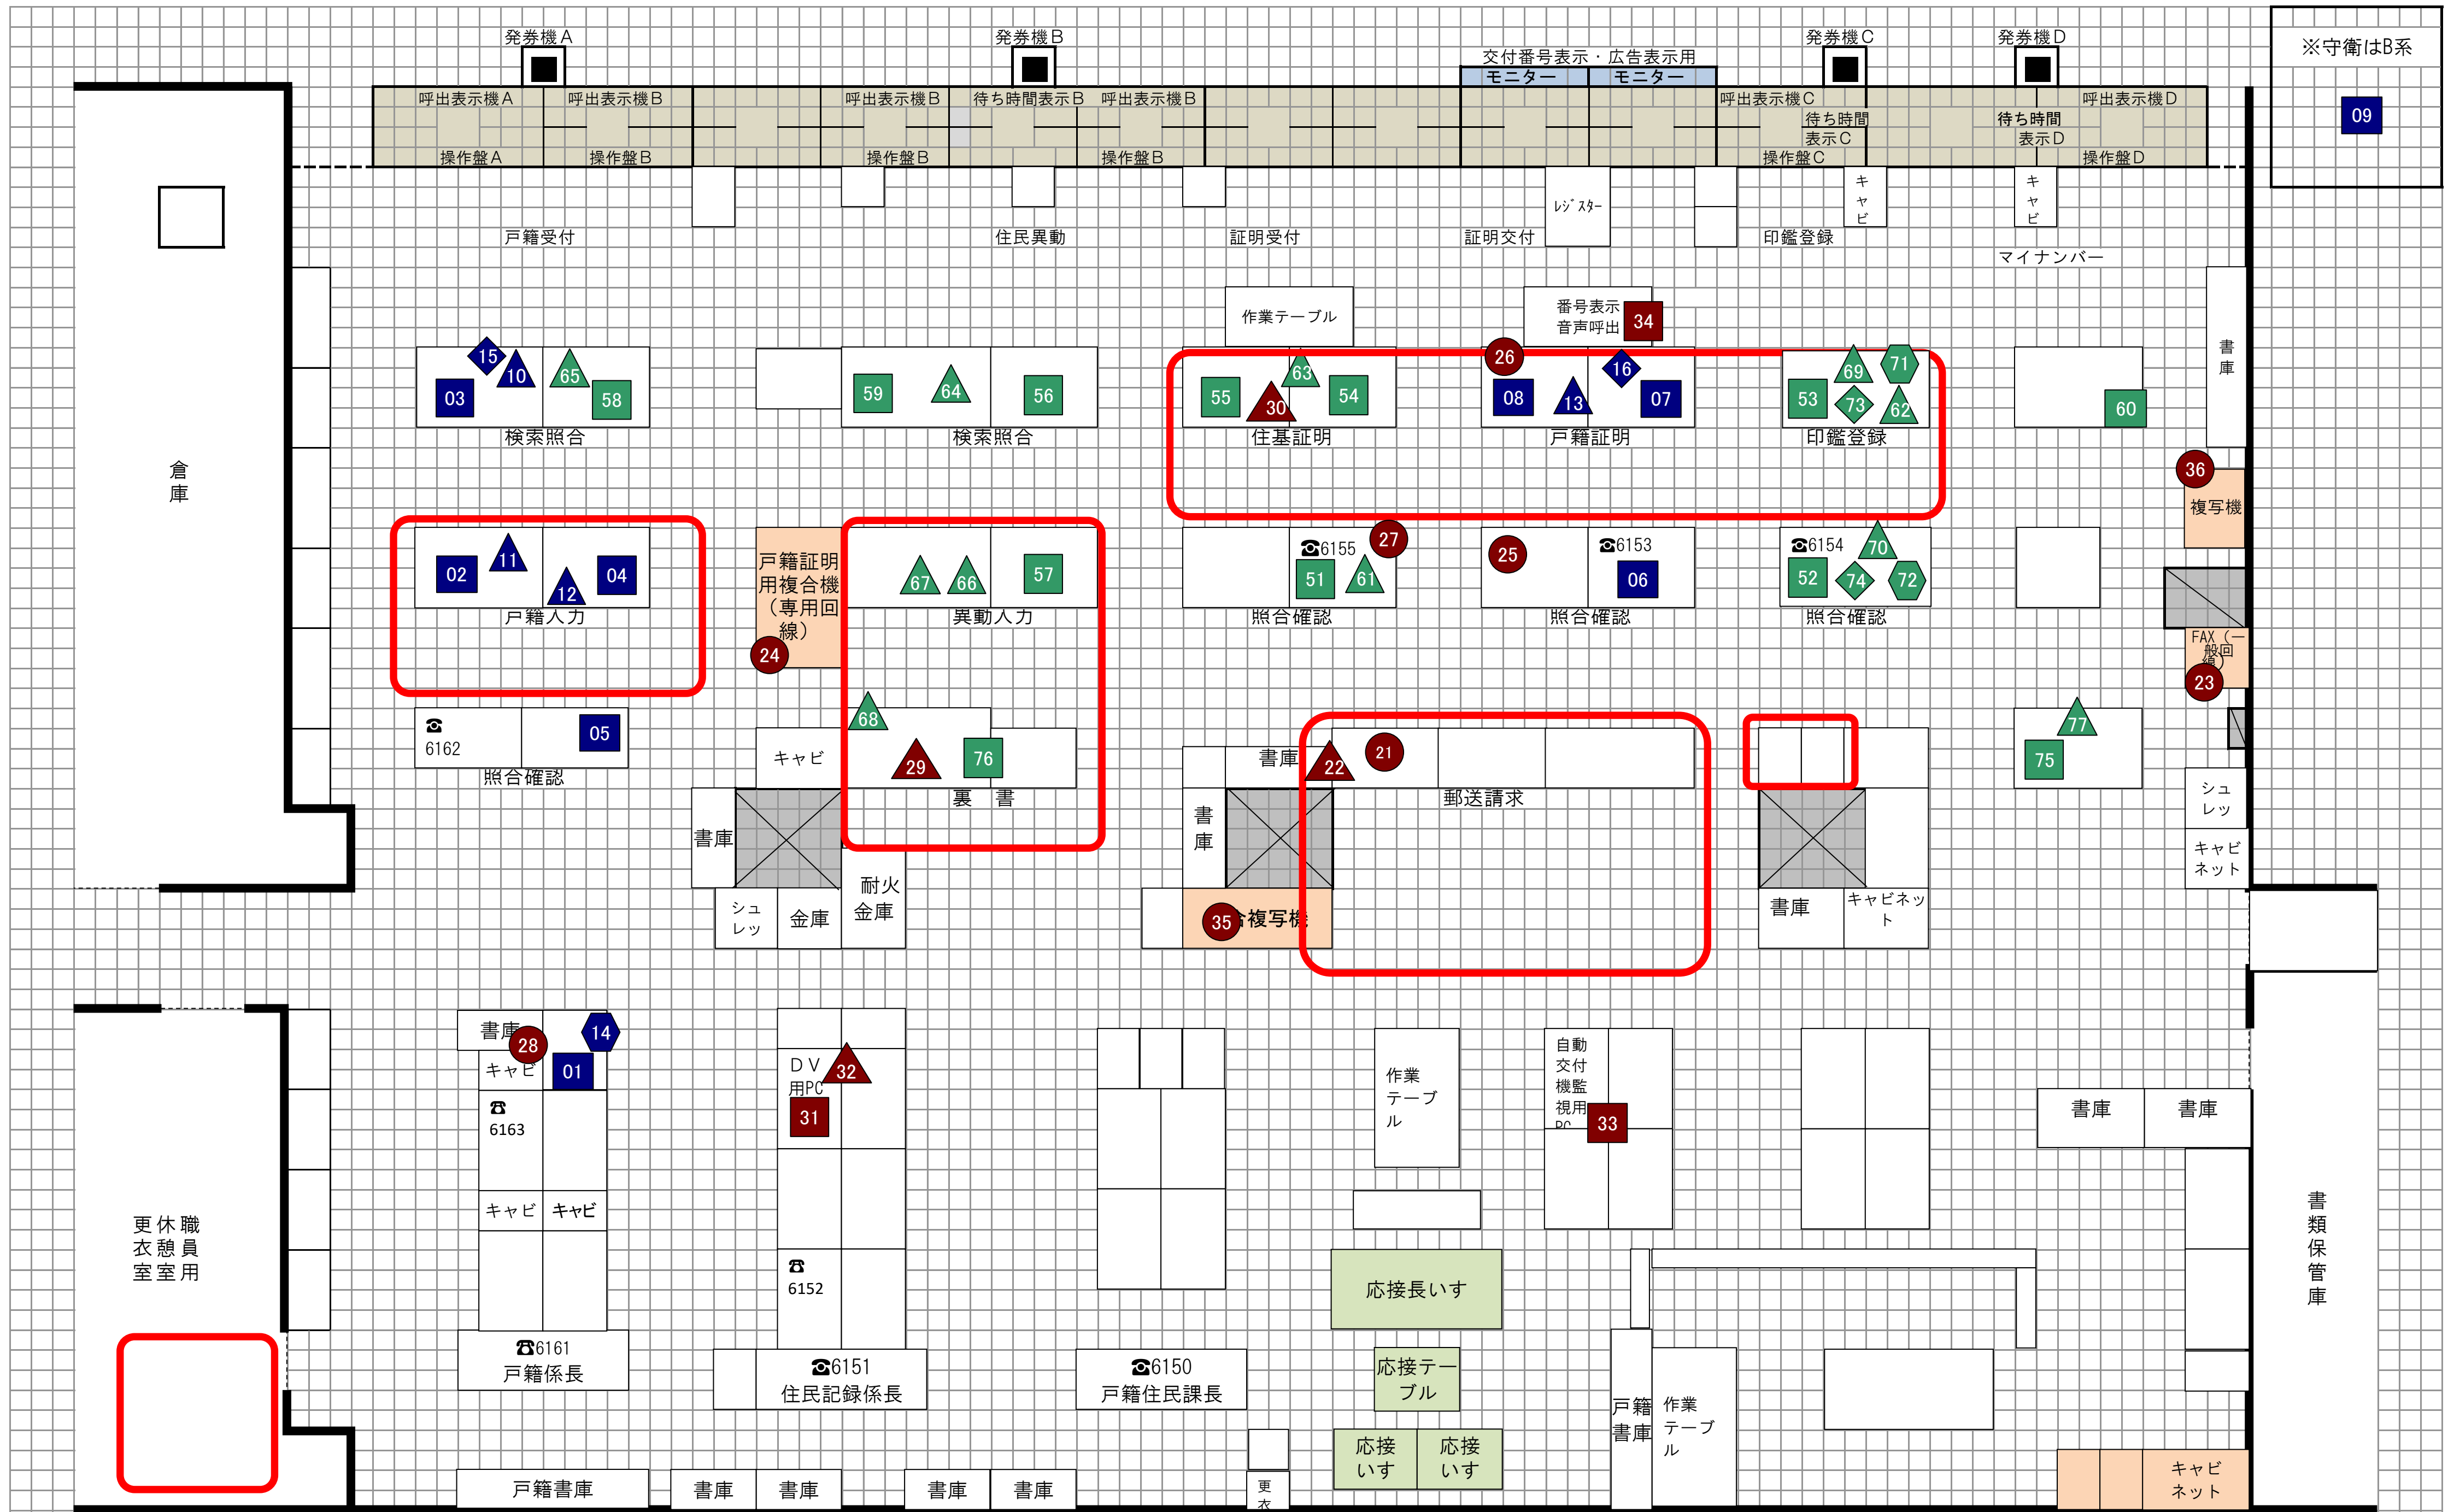 発券機A
発券機B
発券機C
発券機D
※守衛はB系
09
交付番号表示・広告表示用
モニター
モニター
呼出表示機A
呼出表示機B
呼出表示機B
待ち時間表示B
呼出表示機B
呼出表示機C
待ち時間
表示C
待ち時間
表示D
呼出表示機D
操作盤A
操作盤B
操作盤B
操作盤B
操作盤C
操作盤D
ﾚｼﾞｽﾀｰ
キャビ
キャビ
戸籍受付
住民異動
証明受付
証明交付
印鑑登録
マイナンバー
倉庫
作業テーブル
番号表示
音声呼出
34
書庫
15
10
03
65
58
検索照合
59
64
56
検索照合
55
30
63
54
住基証明
26
08
13
16
07
戸籍証明
53
69
71
73
62
印鑑登録
60
36
複写機
02
11
12
04
戸籍入力
戸籍証明
用複合機
（専用回
線）
24
67
66
57
異動入力
☎6155
27
51
61
照合確認
25
☎6153
06
照合確認
☎6154
70
52
74
72
照合確認
FAX（一
般回
線）
23
☎
6162
05
照合確認
キャビ
68
29
76
裏　書
書庫
22
21
郵送請求
77
75
シュ
レッ
キャビ
ネット
書庫
書庫
シュ
レッ
金庫
耐火
金庫
35
合複写機
書庫
キャビネッ
ト
書庫
28
14
キャビ
01
☎
6163
キャビ
キャビ
☎6161
戸籍係長
ＤＶ
用PC
32
31
☎
6152
☎6151
住民記録係長
☎6150
戸籍住民課長
作業
テーブ
ル
自動
交付
機監
視用
PC
33
書庫
書庫
更衣室
休憩室
職員用
書類保管庫
応接長いす
応接テー
ブル
応接
いす
応接
いす
戸籍
書庫
作業
テーブ
ル
戸籍書庫
書庫
書庫
書庫
書庫
更
衣
キャビ
ネット